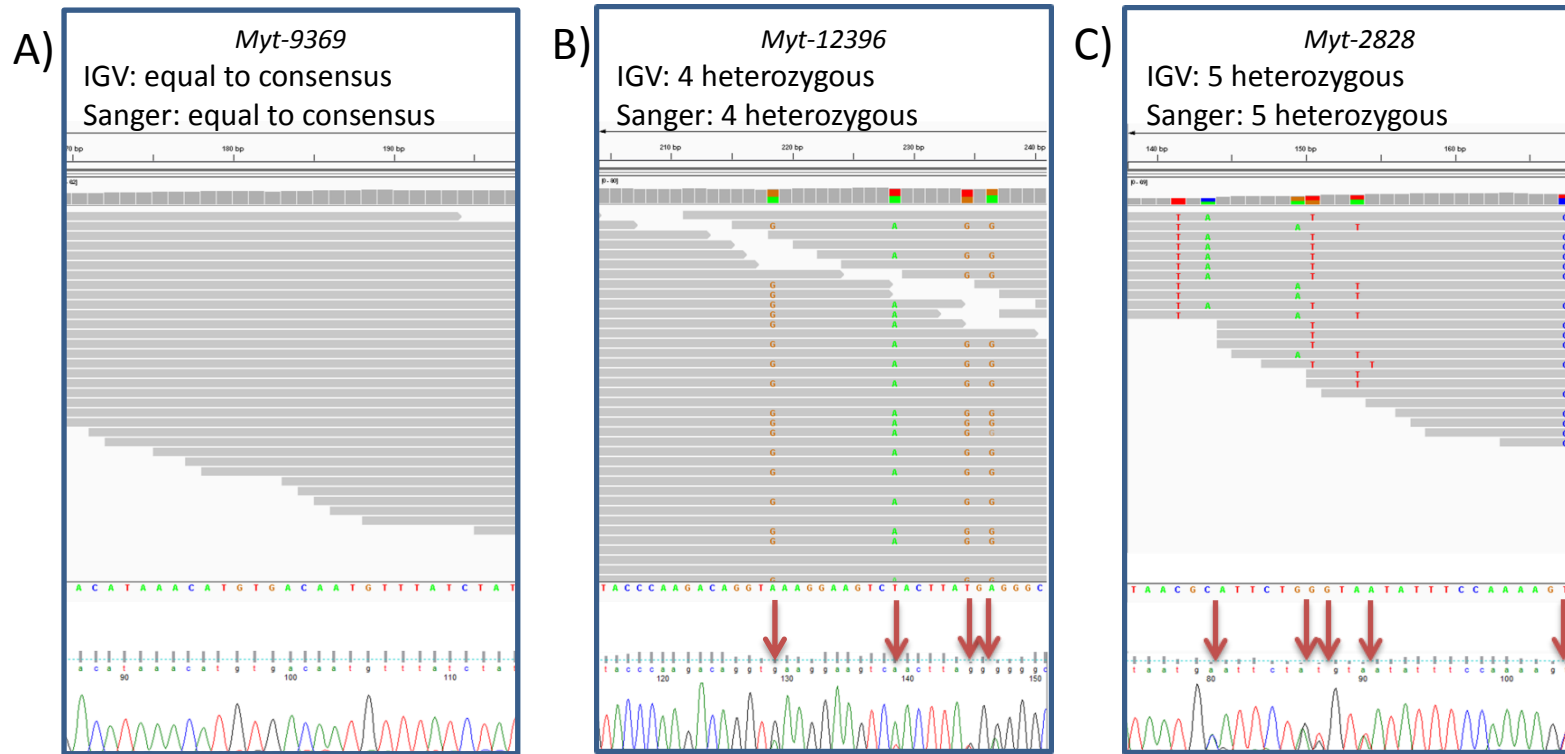 A)
Myt-9369
IGV: equal to consensus
Sanger: equal to consensus
180 bp 190 bp
A C A T A A A C A T G T G A C A A T G T T T A T C T A T
a c a t a a a c a t g t g a c a a t g t t t a t c t a t
90 100 110
B)
Myt-12396
IGV: 4 heterozygous
Sanger: 4 heterozygous
210 bp 220 bp 230 bp 240 bp
G A G G
A G G
G G
G
G
G A
G A
G A
G A G G
G A G G
G A G G
G A G G
G A G G
G A G G
G A G G
G A G G
G A G G
G A G G
T A C C C A A G A C A G G T A A A G G A A G T C T A C T T A T G A G G G C
120 130 140 150
C)
Myt-2828
IGV: 5 heterozygous
Sanger: 5 heterozygous
140 bp 150 bp 160 bp
[0 - 69]
T A T
T A T
T A T
T A T
T A T
T A T
T A T
T A T
T A T
T A T
T
T
T
A T
T T
T
T
T A A C G C A T T C T G G G T A A T A T T T C C A A A A G T
80 90 100